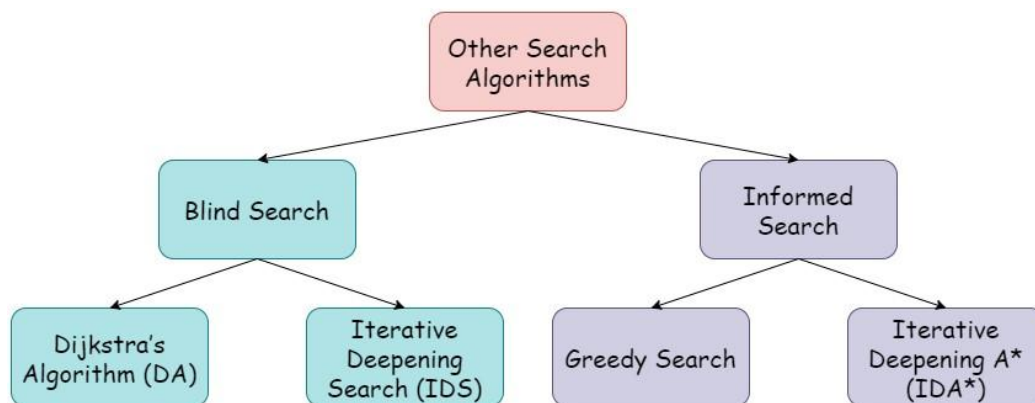 Other Search
Algorithms
Blind Search
Informed
Search
Dijkstra's
Algorithm (DA)
Iterative
Deepening
Search (IDS)
Greedy Search
Iterative
Deepening A*
(IDA*)